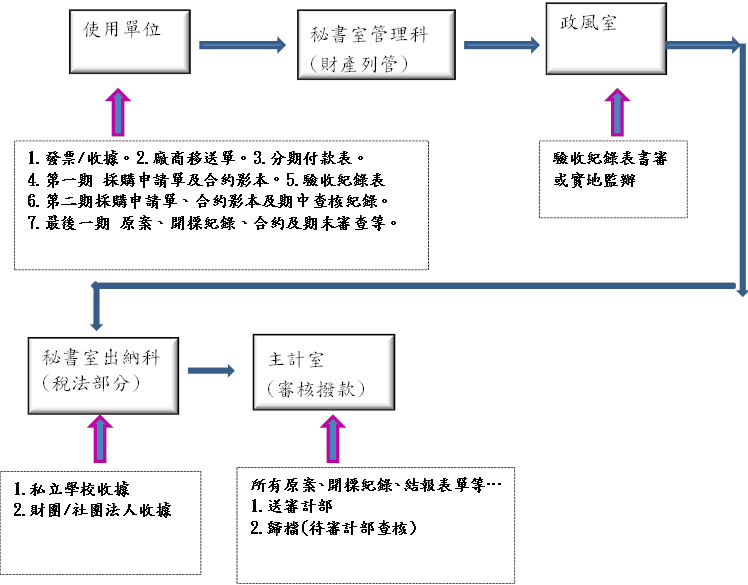 使用單位
秘書室管理科
(財產列管)
政風室
1.發票/收據。2.廠商移送單。3.分期付款表。
4.第一期 採購申請單及合約影本。5.驗收紀錄表
6.第二期採購申請單、合約影本及期中查核紀錄。
7.最後一期 原案、開標紀錄、合約及期末審查等。
驗收紀錄表書審
或實地監辦
秘書室出納科
(稅法部分)
主計室
(審核撥款)
1.私立學校收據
2.財團/社團法人收據
所有原案、開標紀錄、結報表單等…
1.送審計部
2.歸檔(待審計部查核)